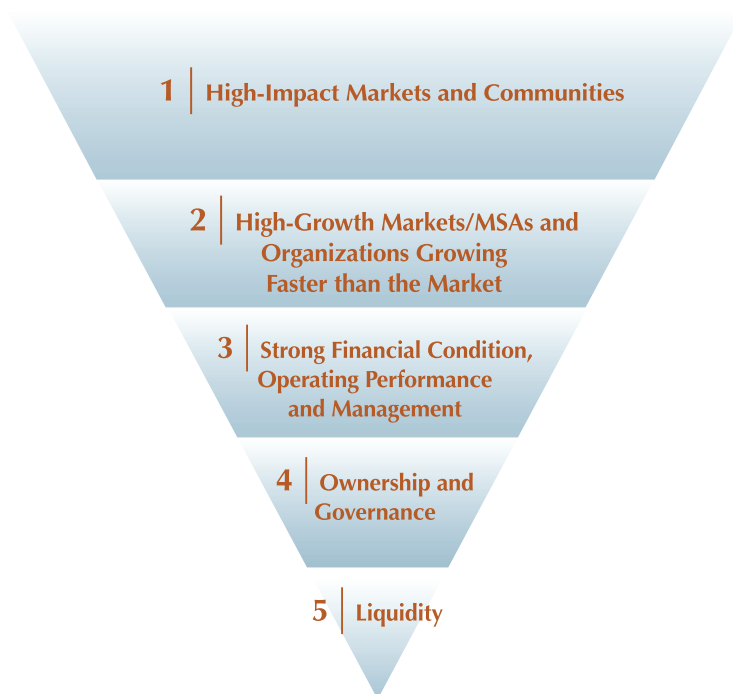 1 High-Impact Markets and Communities
2 High-Growth Markets/MSAs and
Organizations Growing
Faster than the Market
3 Strong Financial Condition,
Operating Performance
and Management
4 Ownership and
Governance
5 Liquidity